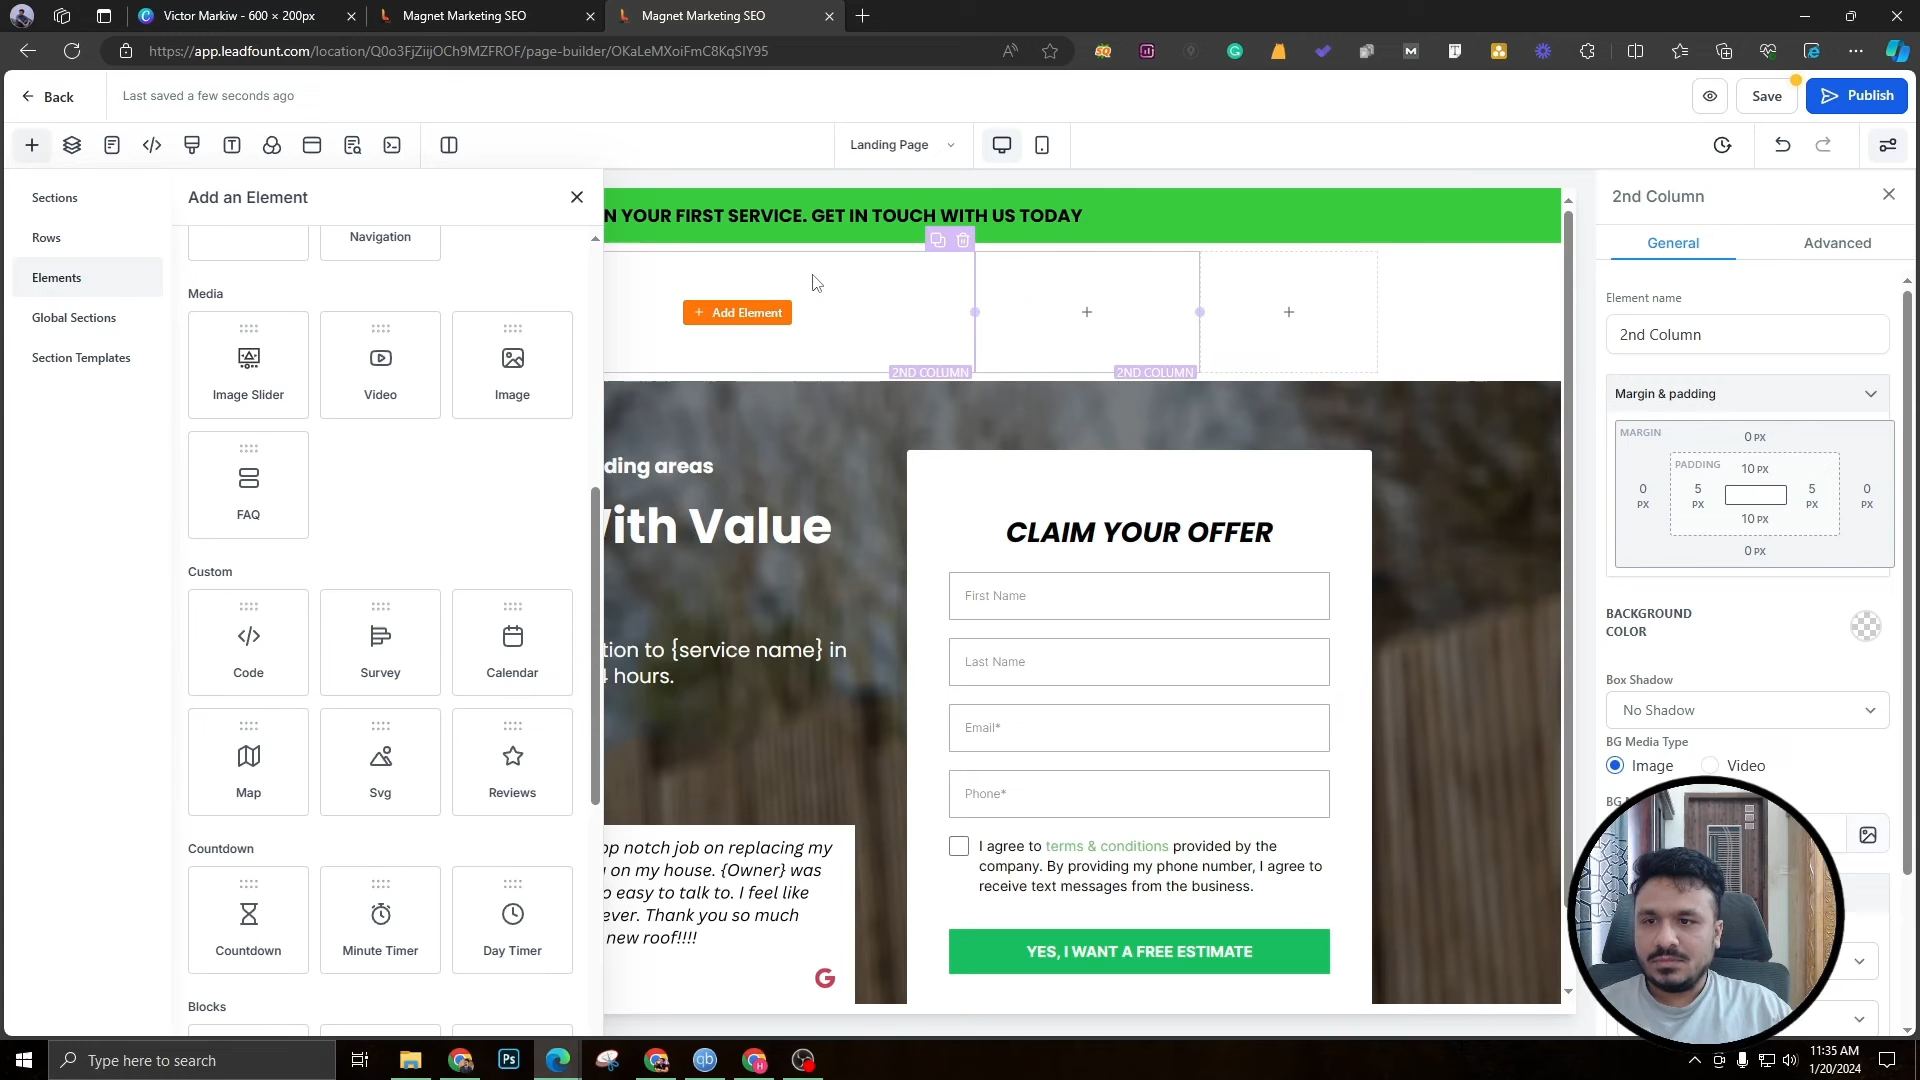 Victor Markiw - 600 × 200px
Magnet Marketing SEO
Magnet Marketing SEO
https://app.leadfount.com/location/Q0o3FjZiijOCh9MZFROF/page-builder/OKaLeMXoiFmC8KqSIY95
Back
Last saved a few seconds ago
Save
Publish
Landing Page
Sections
Rows
Elements
Global Sections
Section Templates
Add an Element
Navigation
Media
Image Slider
Video
Image
FAQ
Custom
Code
Survey
Calendar
Map
Svg
Reviews
Countdown
Countdown
Minute Timer
Day Timer
Blocks
N YOUR FIRST SERVICE. GET IN TOUCH WITH US TODAY
+ Add Element
2ND COLUMN
2ND COLUMN
ding areas
With Value
tion to {service name} in
4 hours.
op notch job on replacing my
on my house. {Owner} was
o easy to talk to. I feel like
ever. Thank you so much
new roof!!!!
G
CLAIM YOUR OFFER
First Name
Last Name
Email*
Phone*
I agree to terms & conditions provided by the
company. By providing my phone number, I agree to
receive text messages from the business.
YES, I WANT A FREE ESTIMATE
2nd Column
General
Advanced
Element name
2nd Column
Margin & padding
MARGIN
0 PX
PADDING
10 PX
0 PX
5 PX
5 PX
0 PX
10 PX
0 PX
BACKGROUND
COLOR
Box Shadow
No Shadow
BG Media Type
Image
Video
BG
Type here to search
Ps
qb
H
11:35 AM
1/20/2024